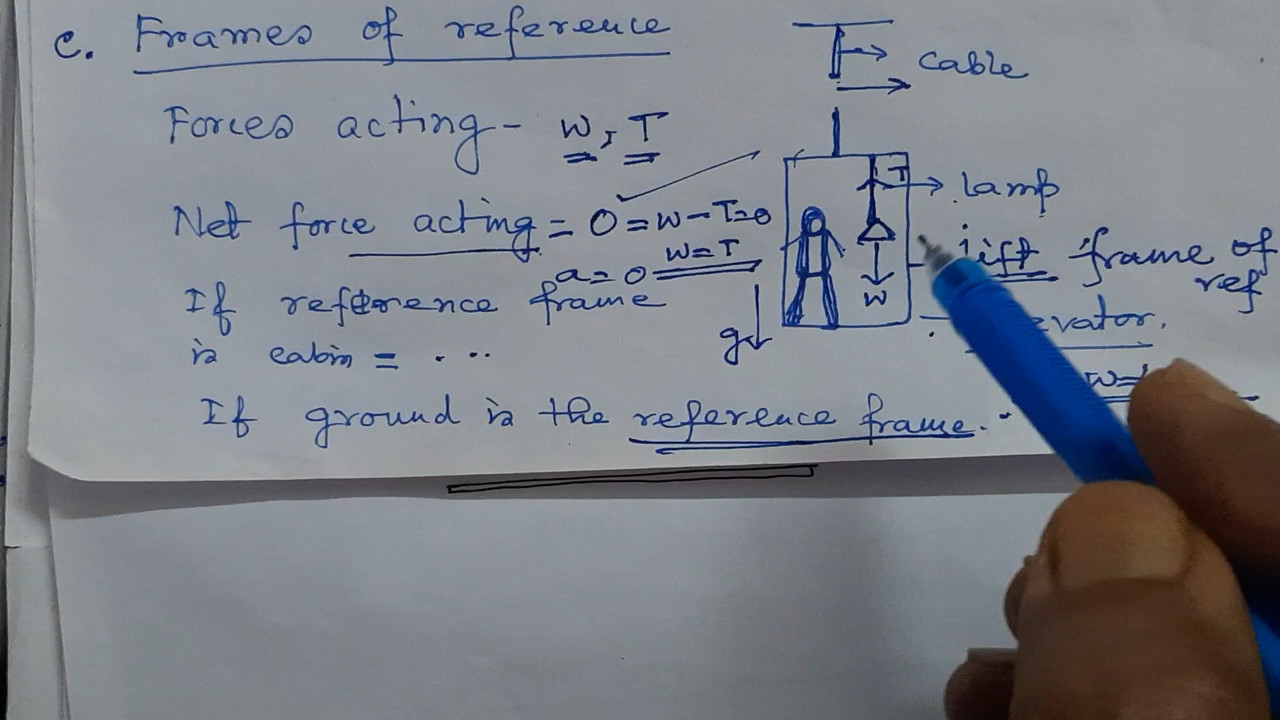 c. Frames of reference
Cable
Forces acting - W, T
T
lamp
Net force acting = 0 = W - T = 0
W = T
a = 0
W
frame of
ref
If reference frame
g
is cabin = . ..
If ground is the reference frame.